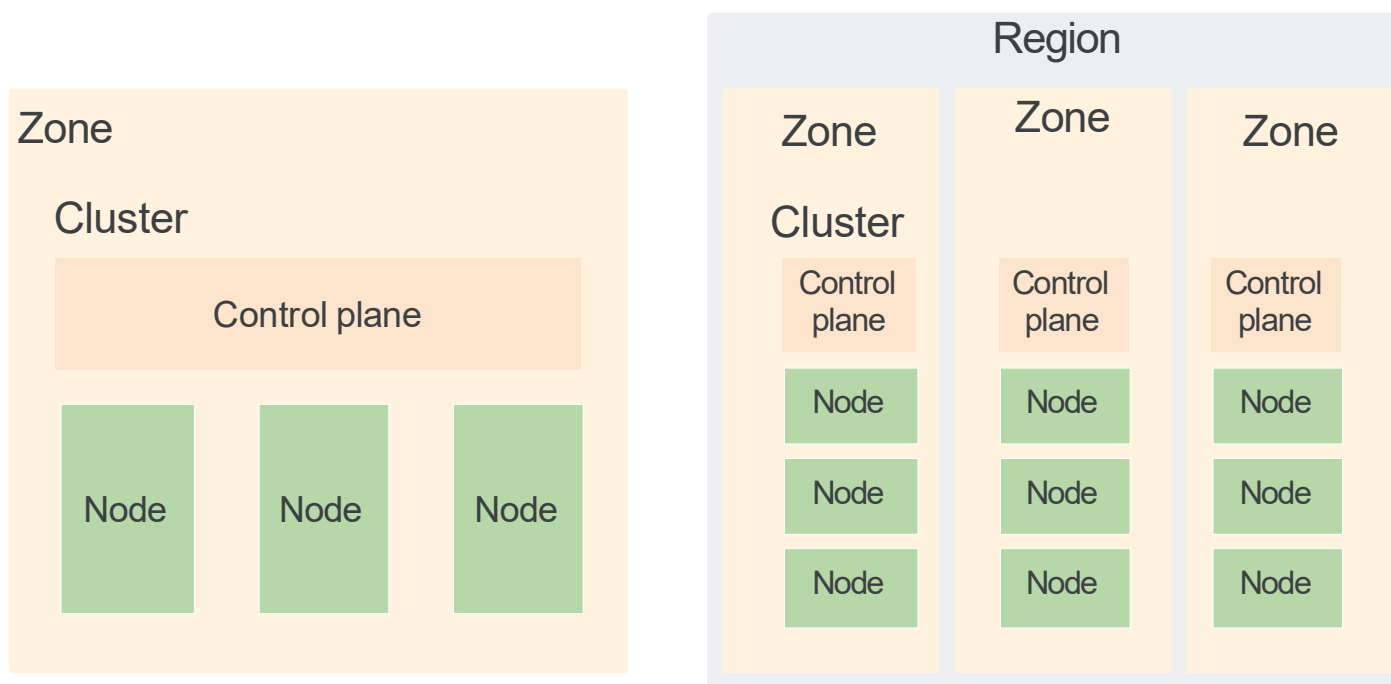 Zone
Cluster
Control plane
Node Node Node
Region
Zone Zone Zone
Cluster
Control Control Control
plane plane plane
Node Node Node
Node Node Node
Node Node Node